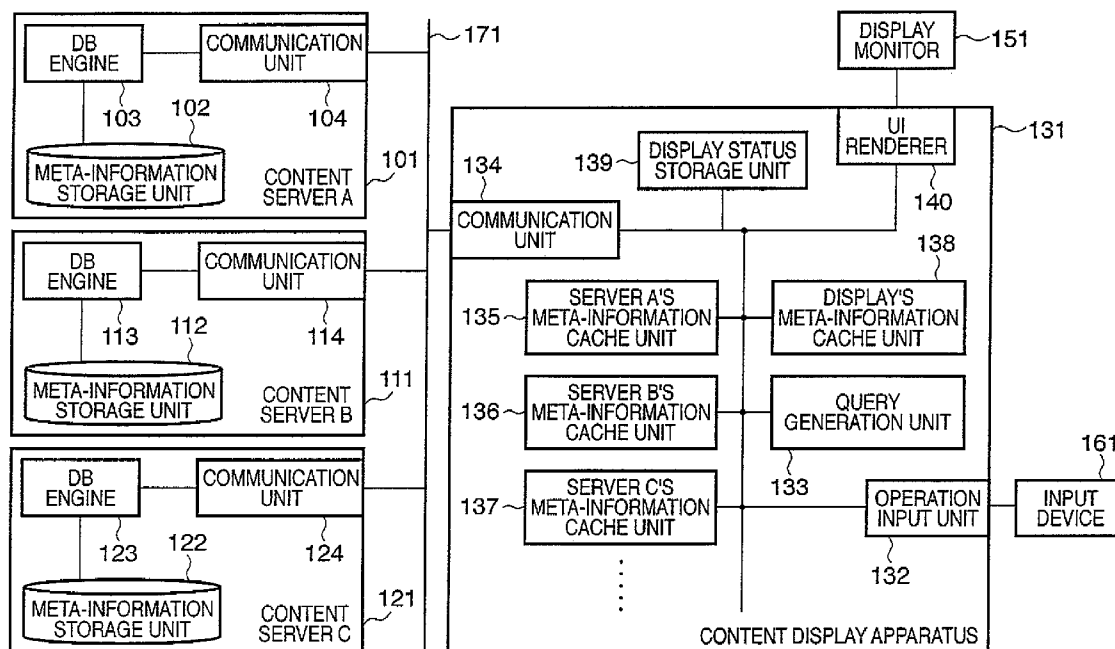 DB
ENGINE
103
COMMUNICATION
UNIT
104
102
META-INFORMATION
STORAGE UNIT
CONTENT
SERVER A
101
DB
ENGINE
113
COMMUNICATION
UNIT
114
112
META-INFORMATION
STORAGE UNIT
CONTENT
SERVER B
111
DB
ENGINE
123
COMMUNICATION
UNIT
124
122
META-INFORMATION
STORAGE UNIT
CONTENT
SERVER C
121
171
DISPLAY
MONITOR
151
131
UI
RENDERER
140
139
DISPLAY STATUS
STORAGE UNIT
134
COMMUNICATION
UNIT
135
SERVER A'S
META-INFORMATION
CACHE UNIT
138
DISPLAY'S
META-INFORMATION
CACHE UNIT
136
SERVER B'S
META-INFORMATION
CACHE UNIT
QUERY
GENERATION UNIT
133
137
SERVER C'S
META-INFORMATION
CACHE UNIT
OPERATION
INPUT UNIT
132
161
INPUT
DEVICE
CONTENT DISPLAY APPARATUS